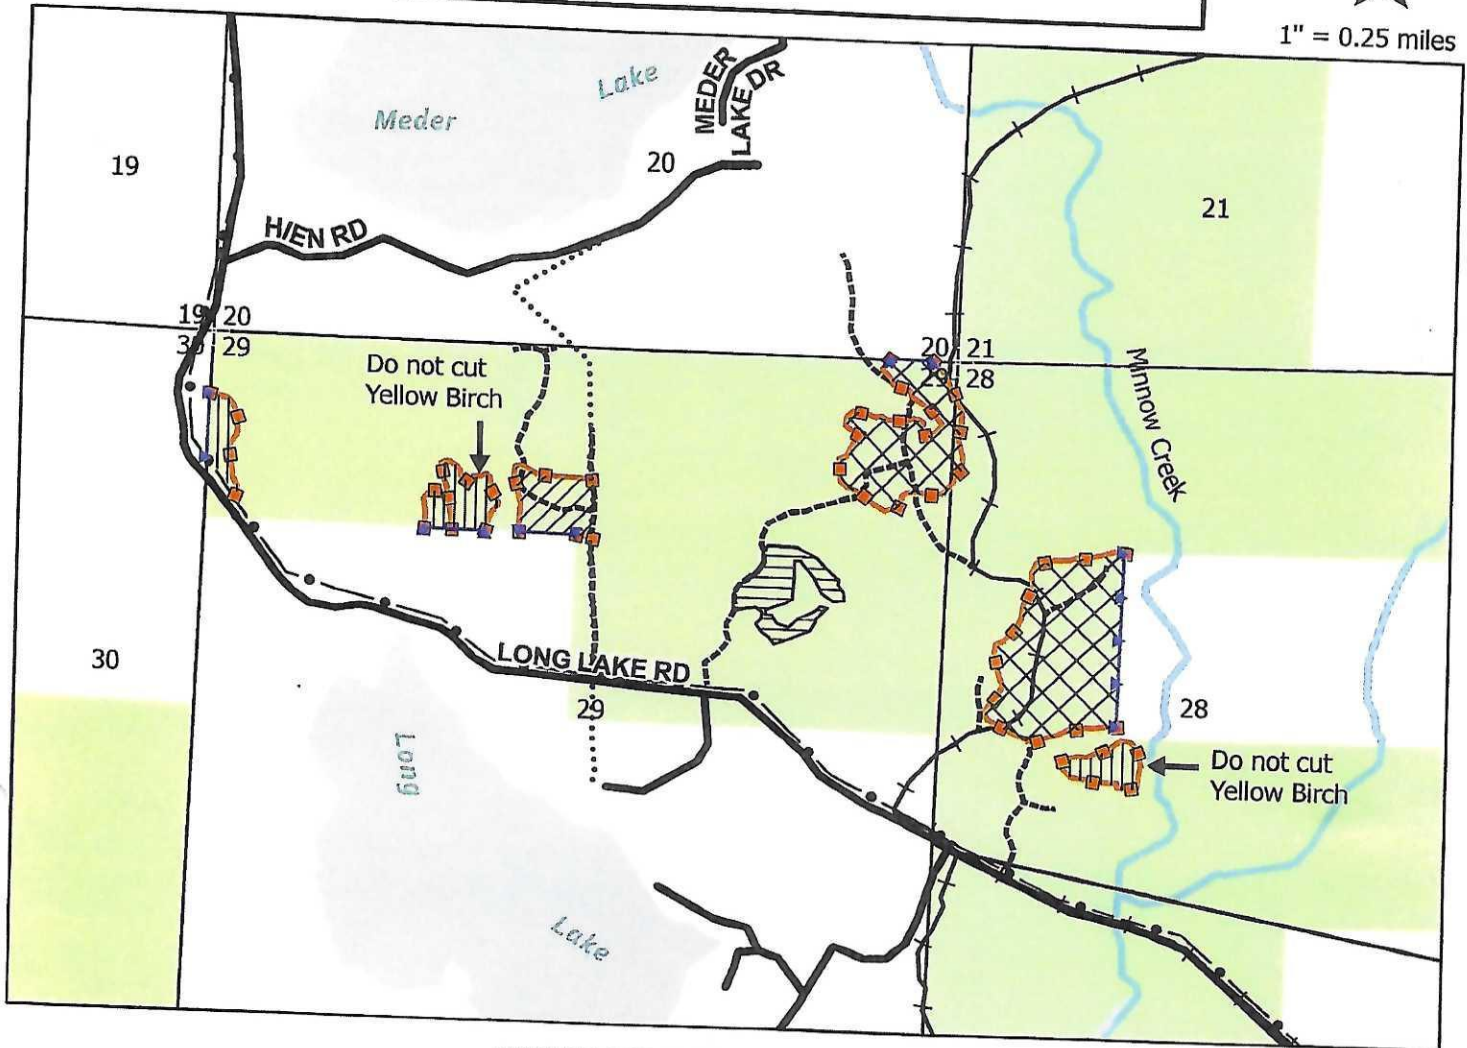 1" = 0.25 miles
MEDER
LAKE DR
Lake
Meder
19
20
21
H/EN RD
19 20
29
20 21
29 28
Do not cut
Yellow Birch
Minnow Creek
30
LONG LAKE RD
29
28
Do not cut
Yellow Birch
Long
Lake